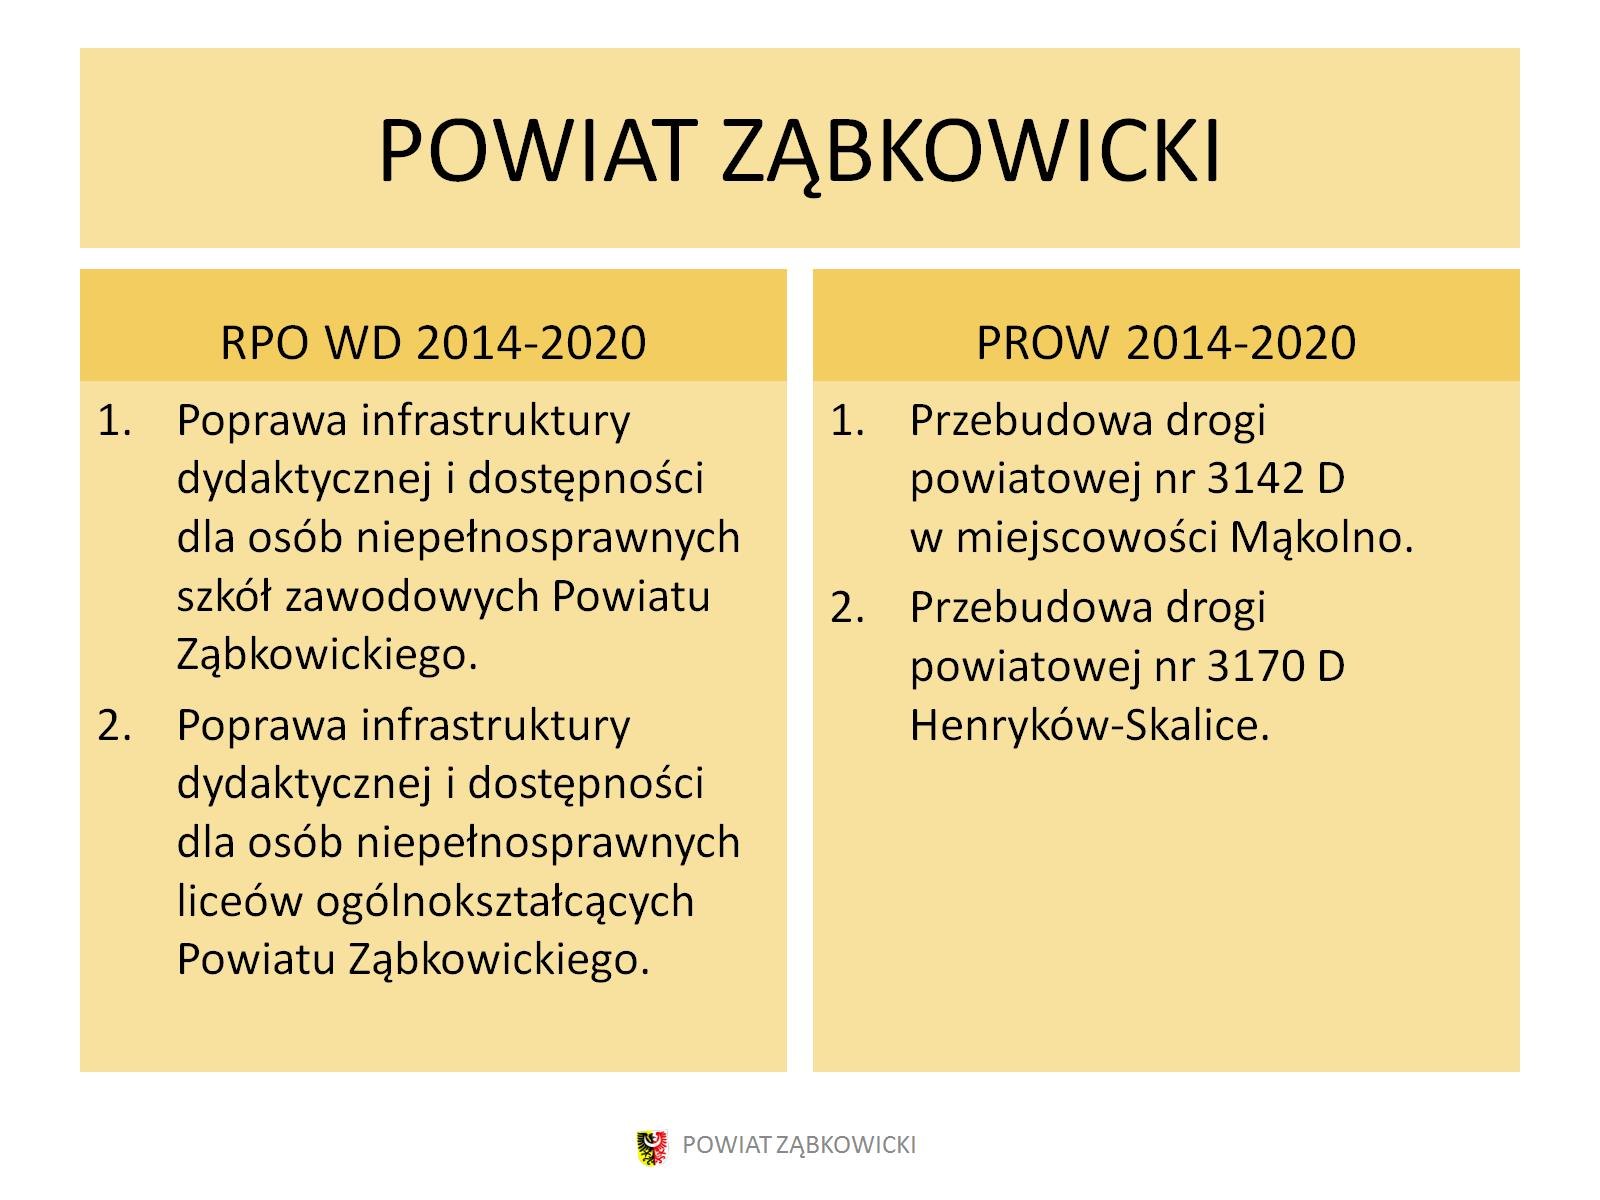 POWIAT ZĄBKOWICKI
RPO WD 2014-2020
1. Poprawa infrastruktury
dydaktycznej i dostępności
dla osób niepełnosprawnych
szkół zawodowych Powiatu
Ząbkowickiego.
2. Poprawa infrastruktury
dydaktycznej i dostępności
dla osób niepełnosprawnych
liceów ogólnokształcących
Powiatu Ząbkowickiego.
PROW 2014-2020
1. Przebudowa drogi
powiatowej nr 3142 D
w miejscowości Mąkolno.
2. Przebudowa drogi
powiatowej nr 3170 D
Henryków-Skalice.
POWIAT ZĄBKOWICKI